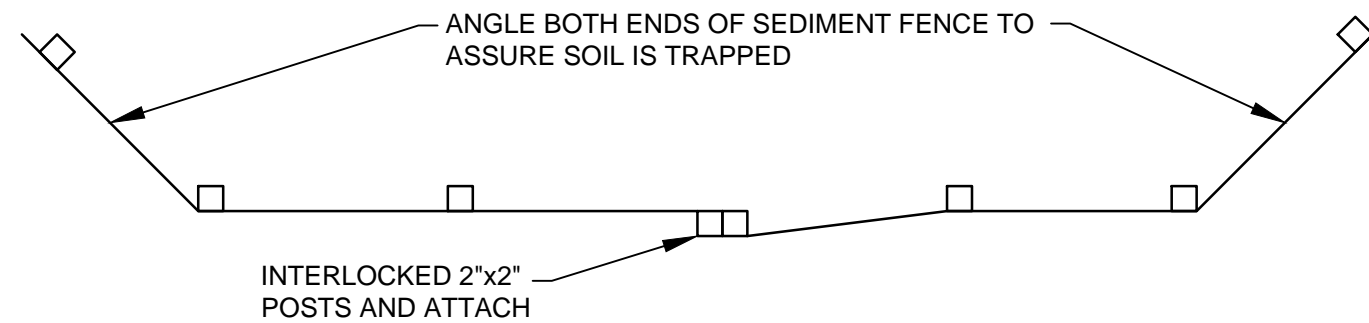 ANGLE BOTH ENDS OF SEDIMENT FENCE TO
ASSURE SOIL IS TRAPPED
INTERLOCKED 2"x2"
POSTS AND ATTACH